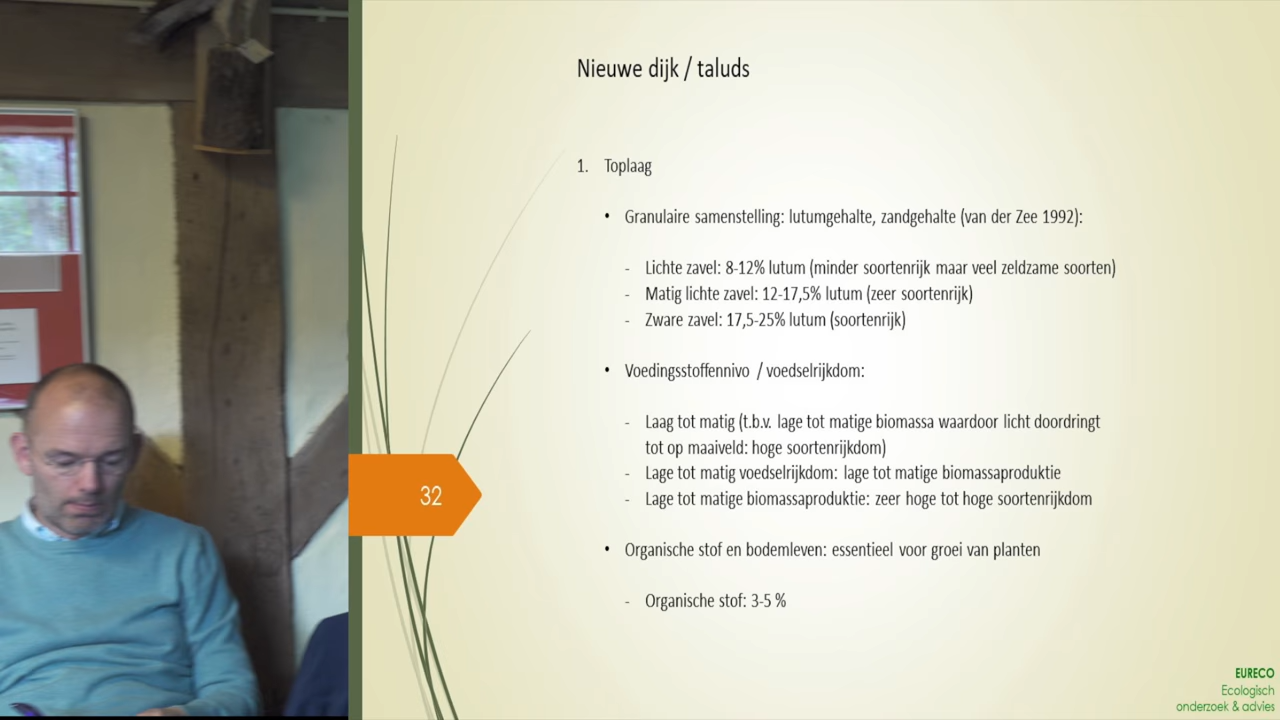 Nieuwe dijk / taluds
1. Toplaag
• Granulaire samenstelling: lutumgehalte, zandgehalte (van der Zee 1992):
- Lichte zavel: 8-12% lutum (minder soortenrijk maar veel zeldzame soorten)
- Matig lichte zavel: 12-17,5% lutum (zeer soortenrijk)
- Zware zavel: 17,5-25% lutum (soortenrijk)
• Voedingsstoffennivo / voedselrijkdom:
- Laag tot matig (t.b.v. lage tot matige biomassa waardoor licht doordringt
tot op maaiveld: hoge soortenrijkdom)
- Lage tot matig voedselrijkdom: lage tot matige biomassaproduktie
- Lage tot matige biomassaproduktie: zeer hoge tot hoge soortenrijkdom
32
• Organische stof en bodemleven: essentieel voor groei van planten
- Organische stof: 3-5 %
EURECO
Ecologisch
onderzoek & advies